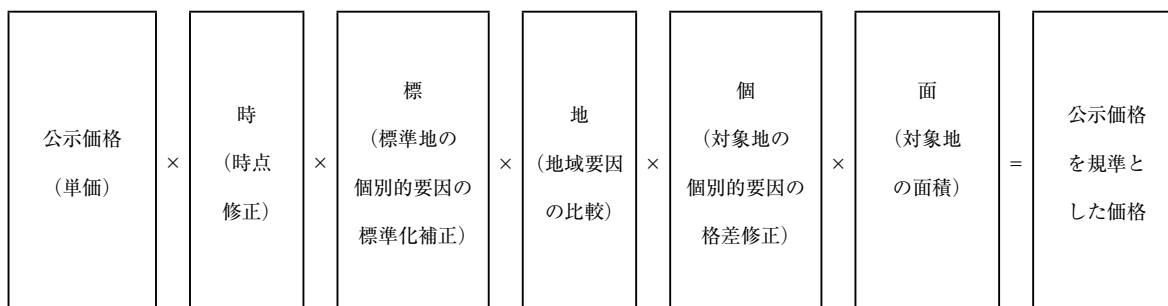 公示価格
(単価)
×
時
(時点
修正)
×
標
(標準地の
個別的要因の
標準化補正)
×
地
(地域要因
の比較)
×
個
(対象地の
個別的要因の
格差修正)
×
面
(対象地
の面積)
=
公示価格
を規準と
した価格